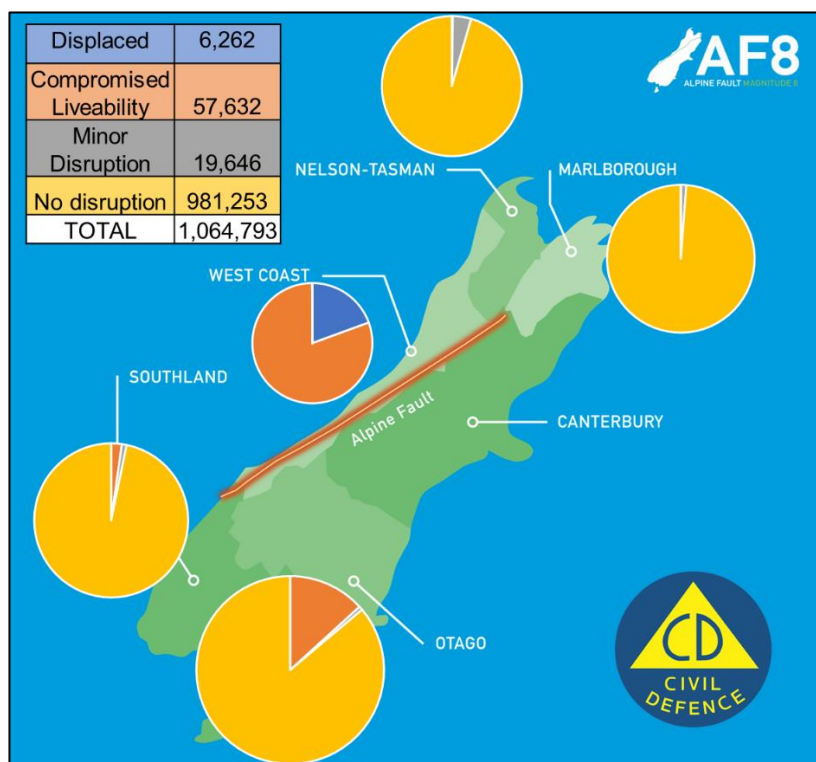 Displaced 6,262
Compromised
Liveability 57,632
Minor
Disruption 19,646
No disruption 981,253
TOTAL 1,064,793
AF8
ALPINE FAULT MAGNITUDE 8
NELSON-TASMAN
MARLBOROUGH
WEST COAST
SOUTHLAND
Alpine Fault
CANTERBURY
OTAGO
CD
CIVIL
DEFENCE